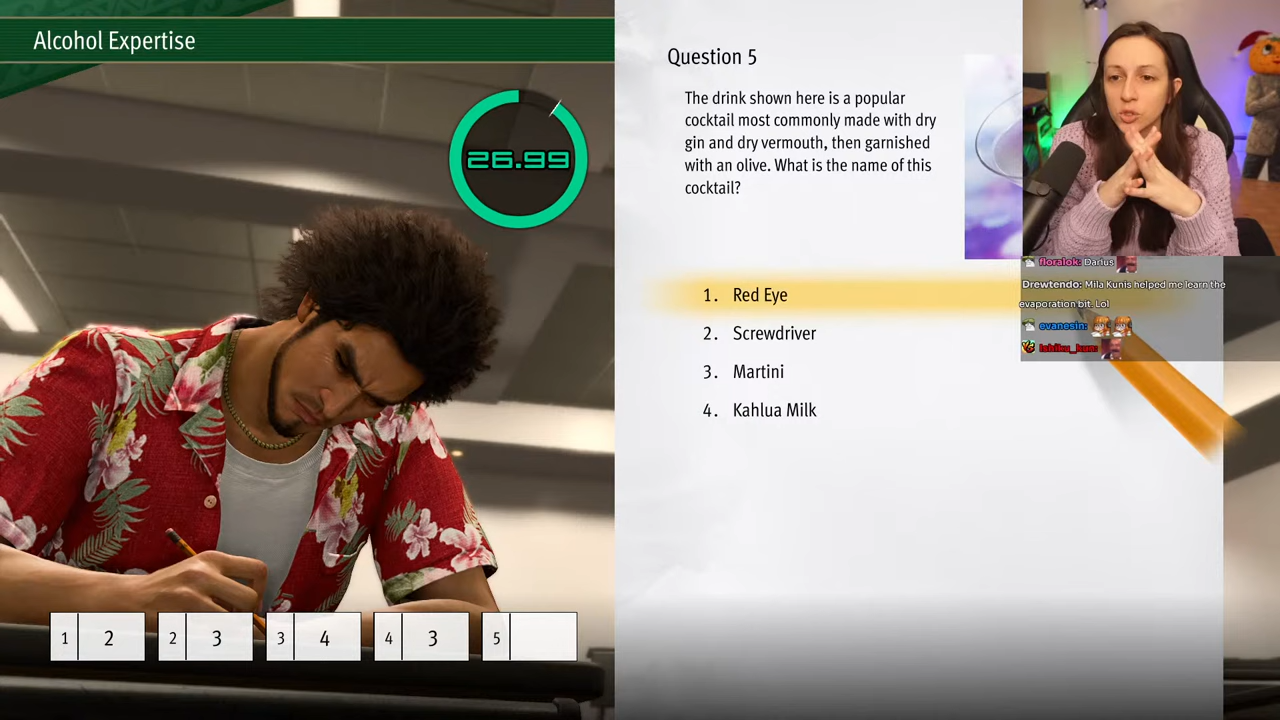 Alcohol Expertise
26.99
Question 5
The drink shown here is a popular
cocktail most commonly made with dry
gin and dry vermouth, then garnished
with an olive. What is the name of this
cocktail?
1. Red Eye
2. Screwdriver
3. Martini
4. Kahlua Milk
floralok: Darius
Drewtendo: Mila Kunis helped me learn the
evaporation bit. Lol
evanesin:
1 2 2 3 3 4 4 3 5